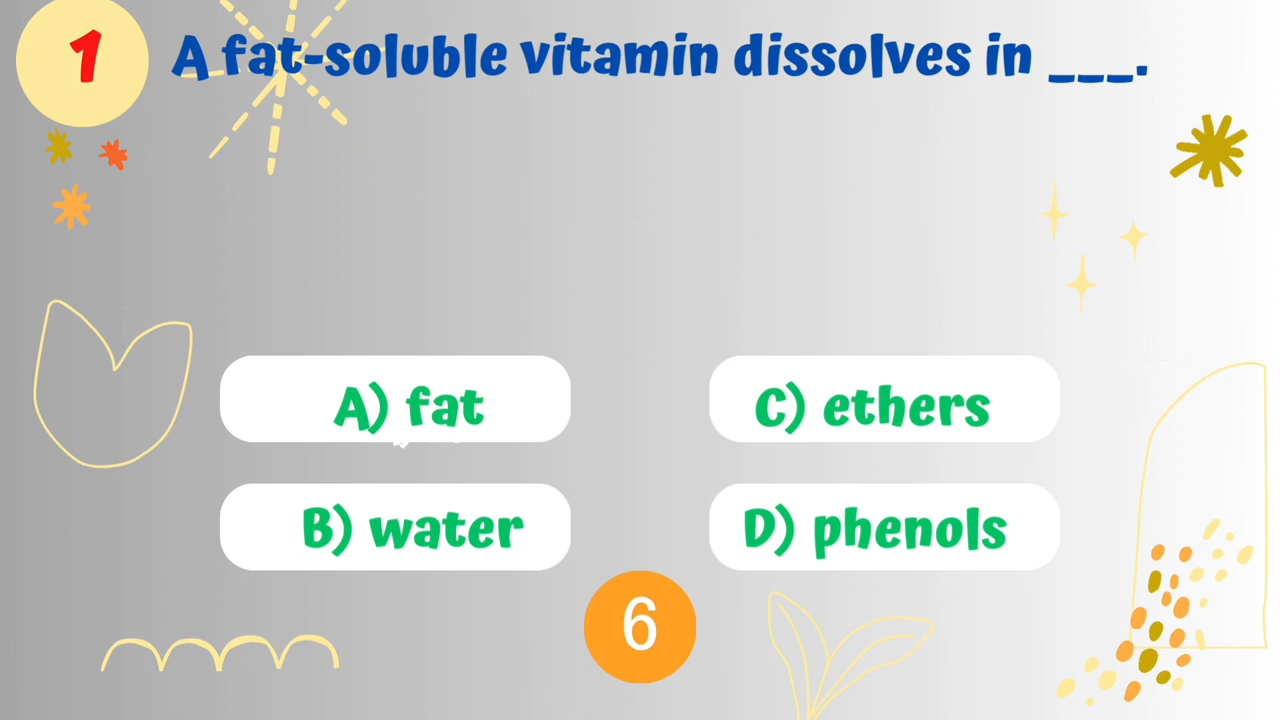 1
A fat-soluble vitamin dissolves in ___.
A) fat
C) ethers
B) water
D) phenols
6